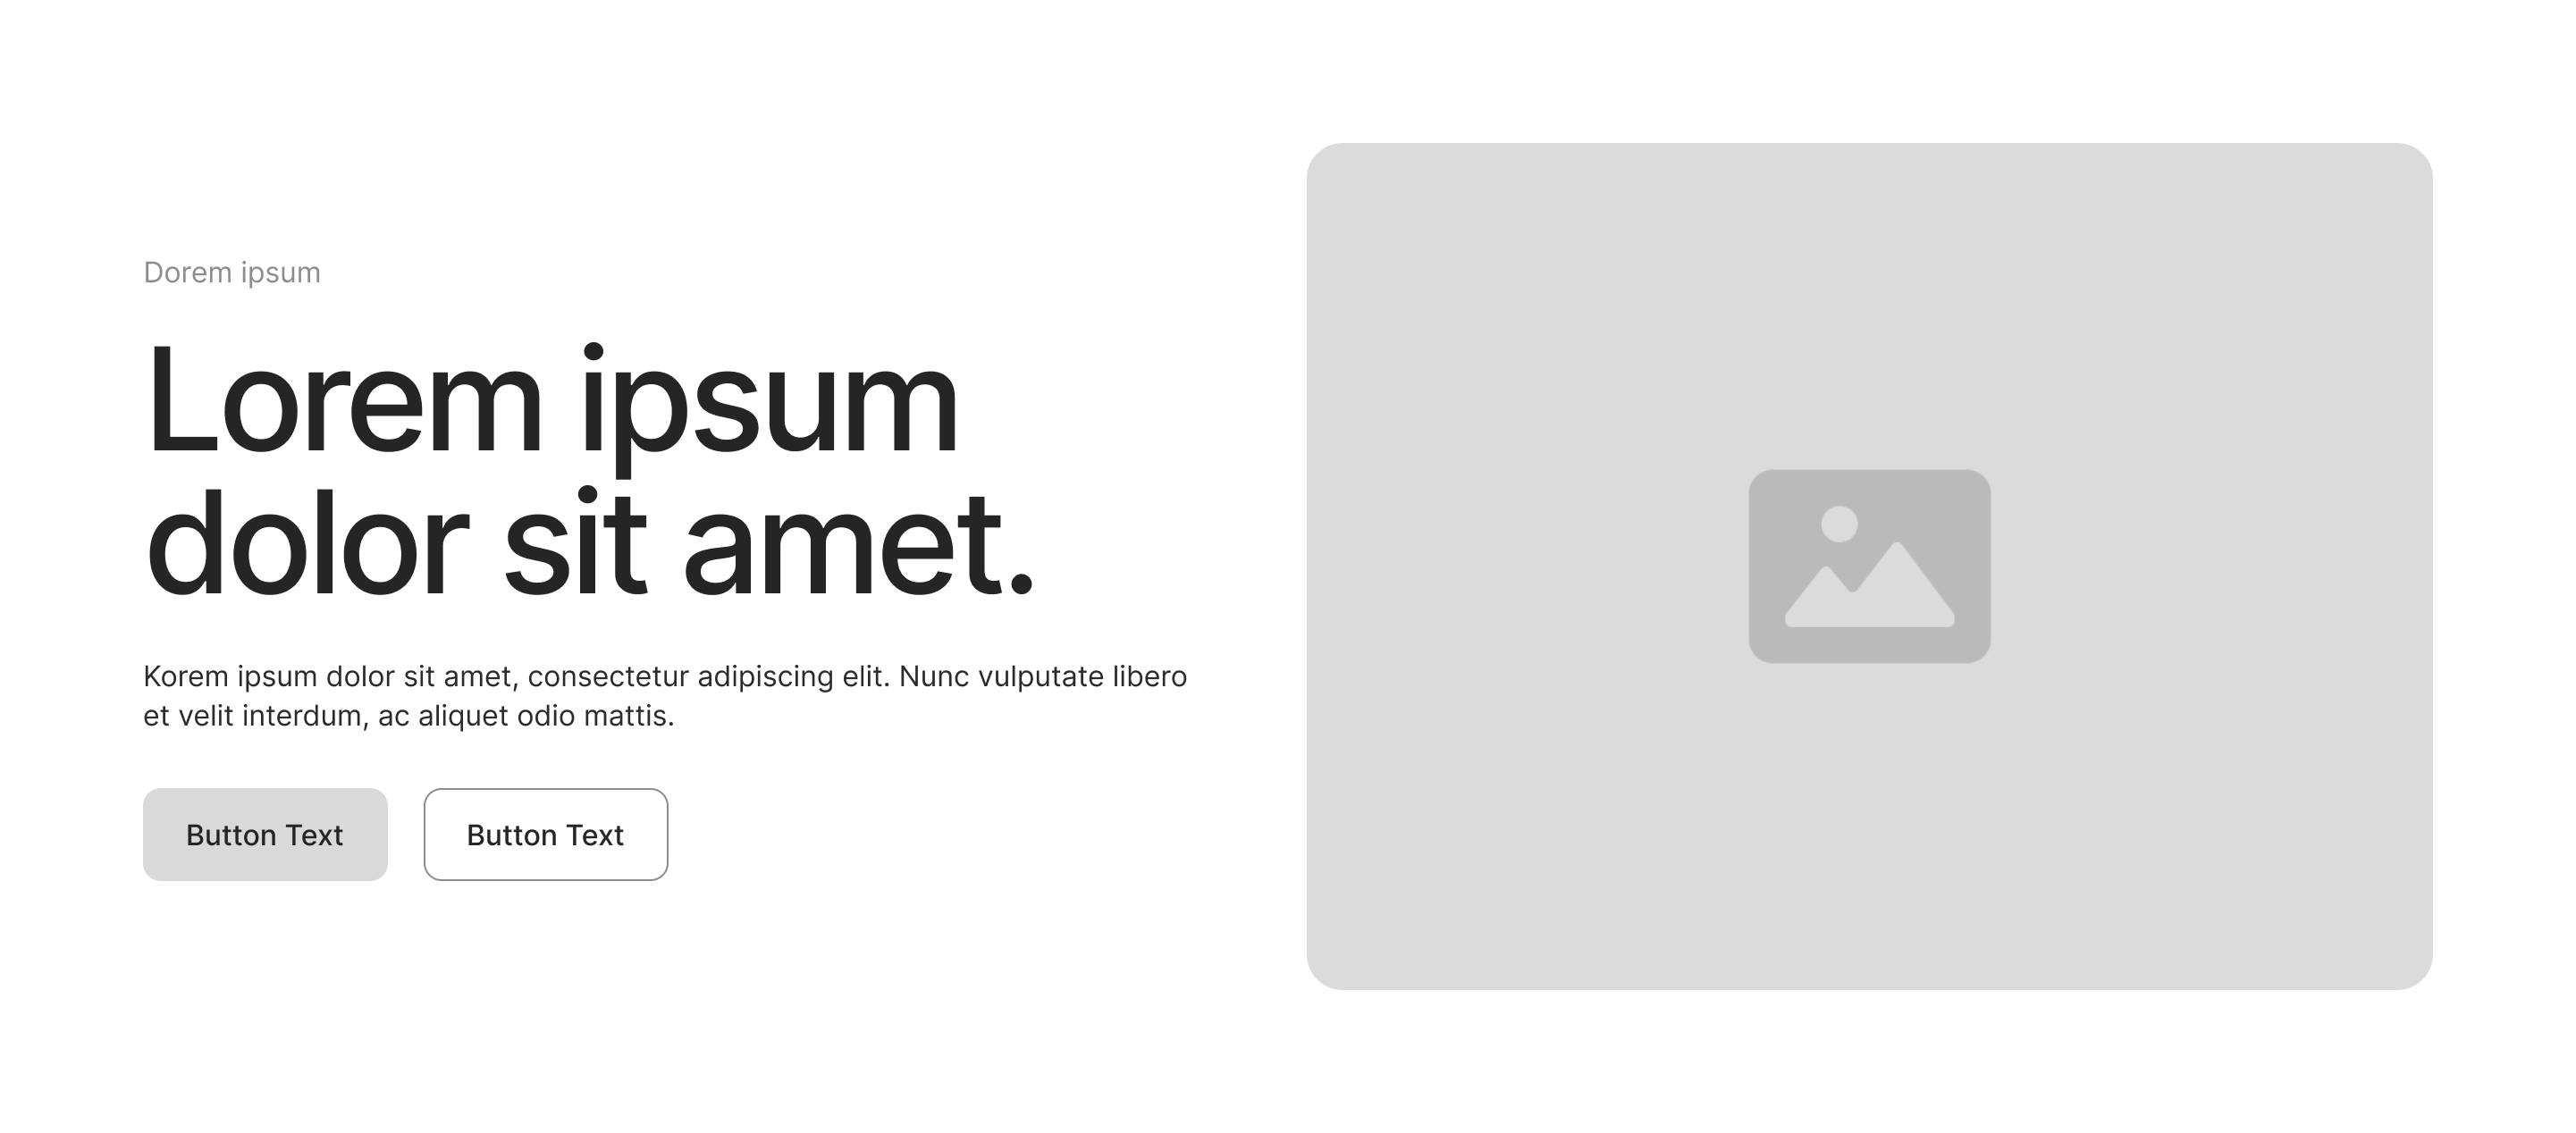 Dorem ipsum
Lorem ipsum
dolor sit amet.
Korem ipsum dolor sit amet, consectetur adipiscing elit. Nunc vulputate libero
et velit interdum, ac aliquet odio mattis.
Button Text
Button Text